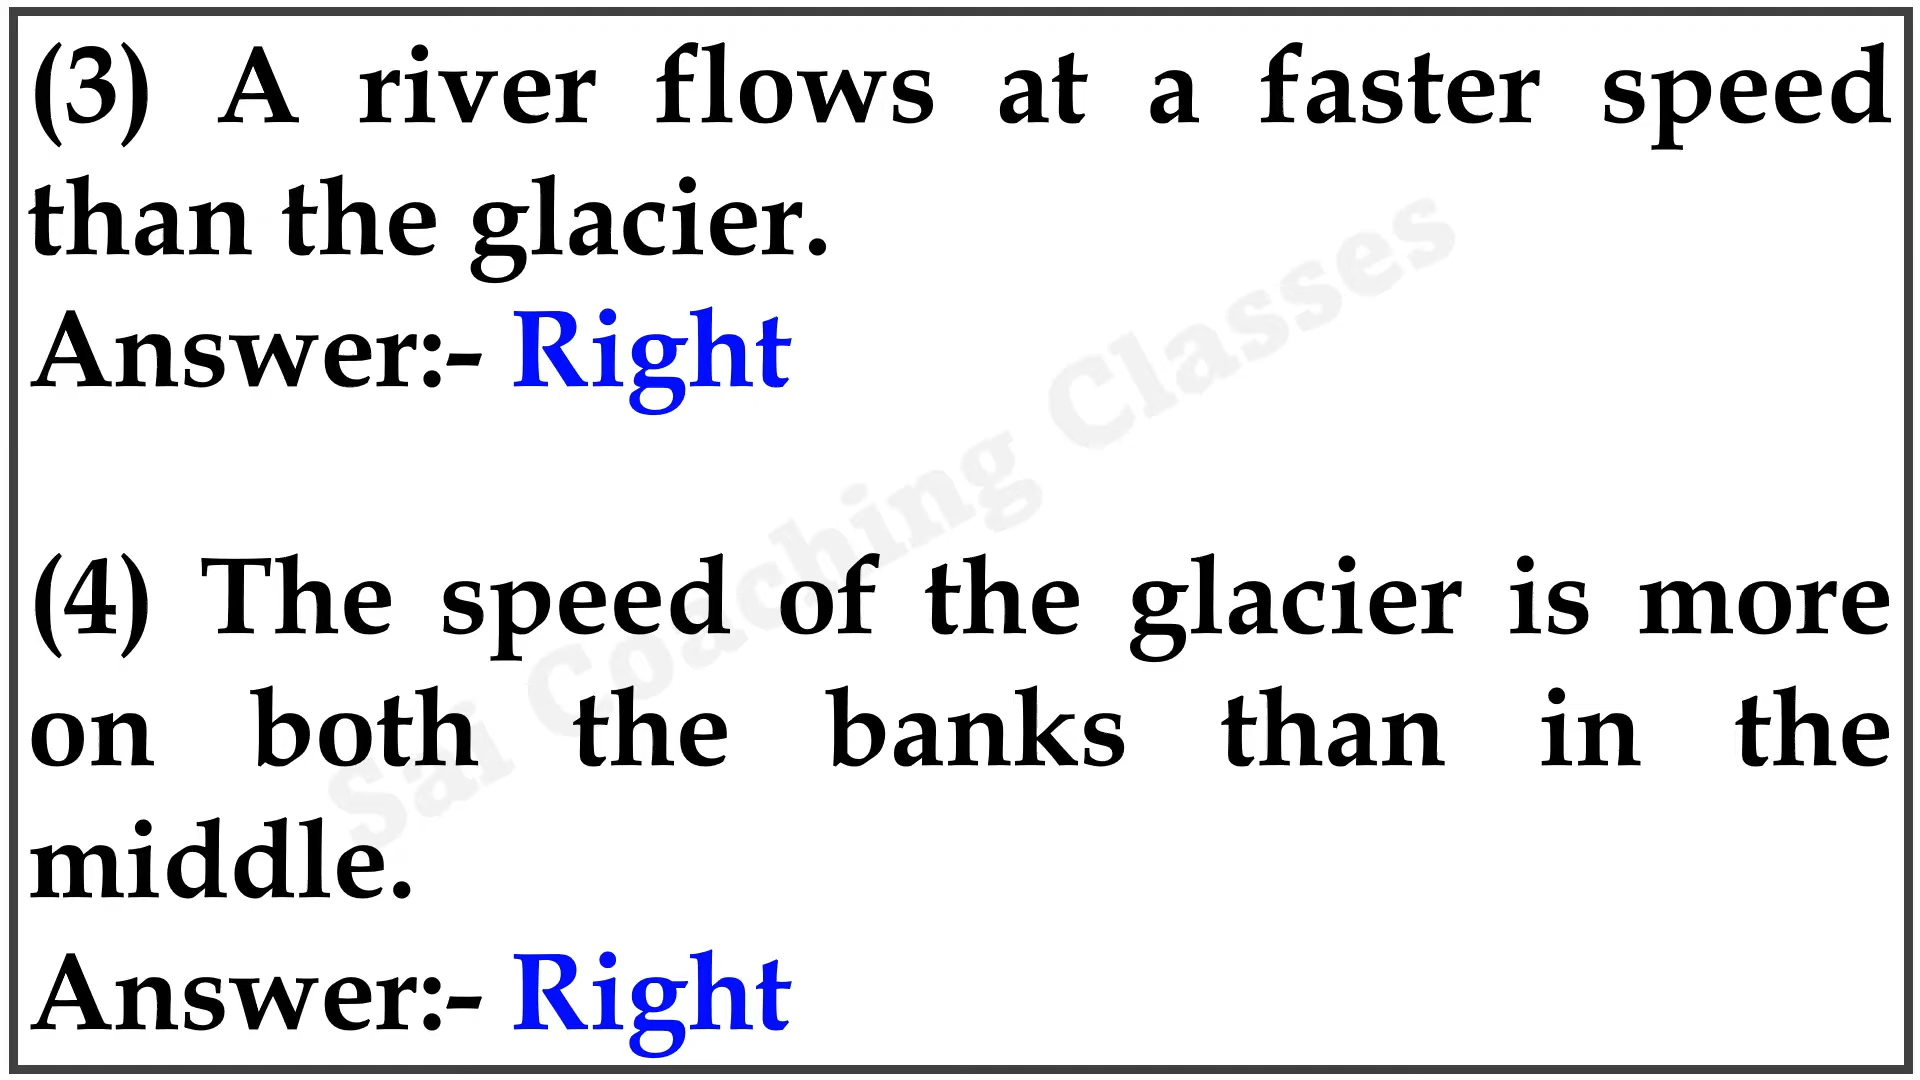 (3) A river flows at a faster speed
than the glacier.
Answer:- Right
(4) The speed of the glacier is more
on both the banks than in the
middle.
Answer:- Right
Sai Coaching Classes